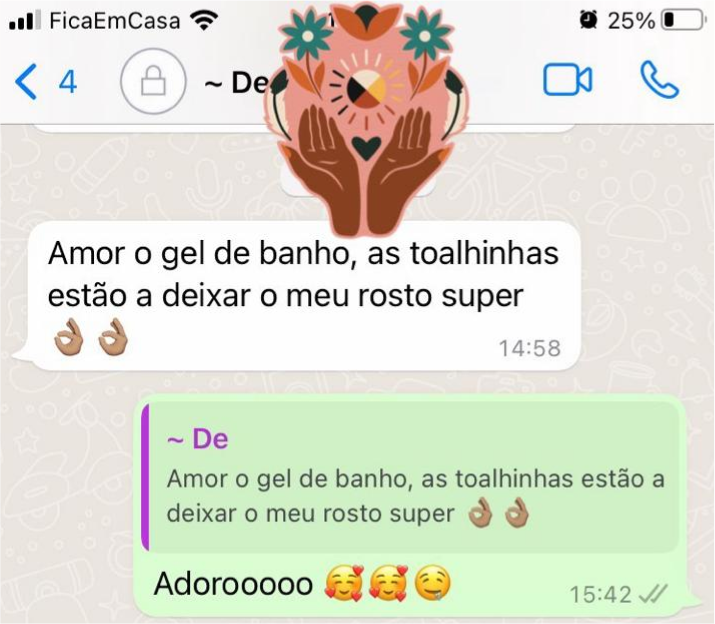 FicaEmCasa 25%
4 ~ De
Amor o gel de banho, as toalhinhas
estão a deixar o meu rosto super
👌🏽👌🏽
14:58
~ De
Amor o gel de banho, as toalhinhas estão a
deixar o meu rosto super 👌🏽👌🏽
Adorooooo 🥰🥰🤤
15:42